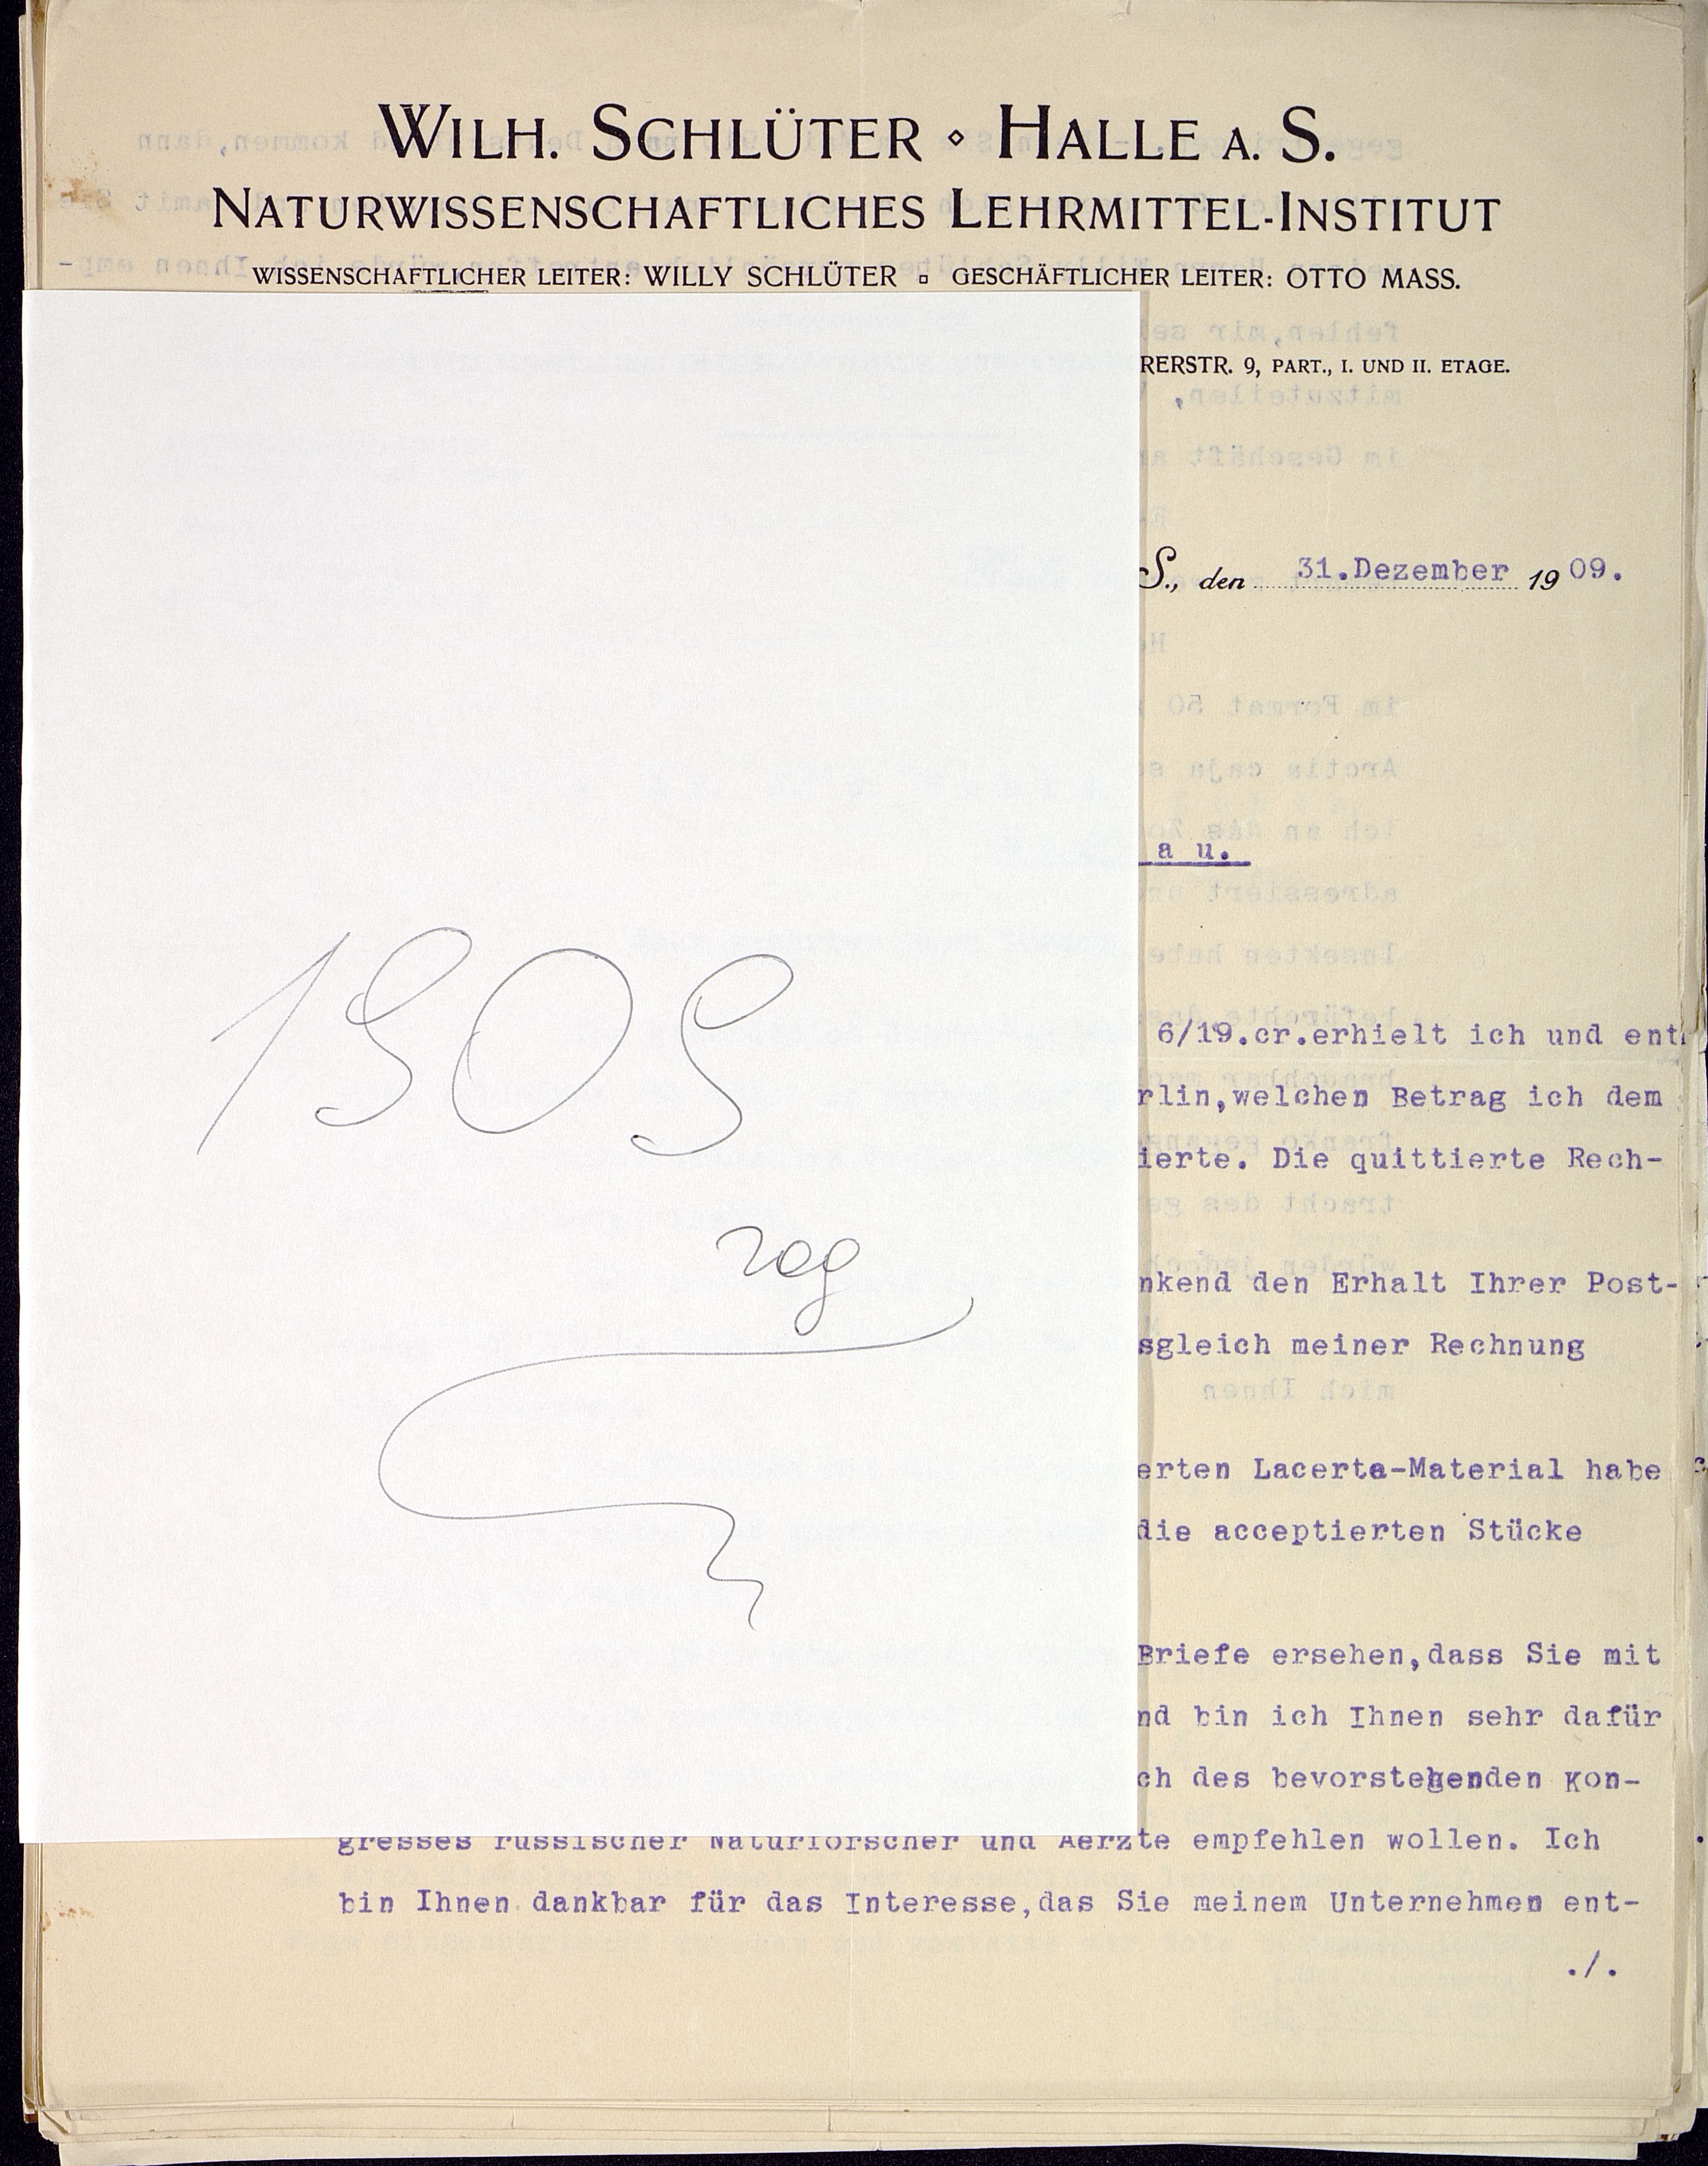 WILH. SCHLÜTER ⋄ HALLE A. S.
NATURWISSENSCHAFTLICHES LEHRMITTEL-INSTITUT
WISSENSCHAFTLICHER LEITER: WILLY SCHLÜTER ▫ GESCHÄFTLICHER LEITER: OTTO MASS.
RERSTR. 9, PART., I. UND II. ETAGE.
S., den 31.Dezember 1909.
a u.
1909
год
6/19.cr.erhielt ich und ent
rlin,welchen Betrag ich dem
ierte. Die quittierte Rech-
nkend den Erhalt Ihrer Post-
sgleich meiner Rechnung
erten Lacerta-Material habe
die acceptierten Stücke
Briefe ersehen,dass Sie mit
nd bin ich Ihnen sehr dafür
ch des bevorstehenden Kon-
gresses russischer Naturforscher und Aerzte empfehlen wollen. Ich
bin Ihnen dankbar für das Interesse,das Sie meinem Unternehmen ent-
./.